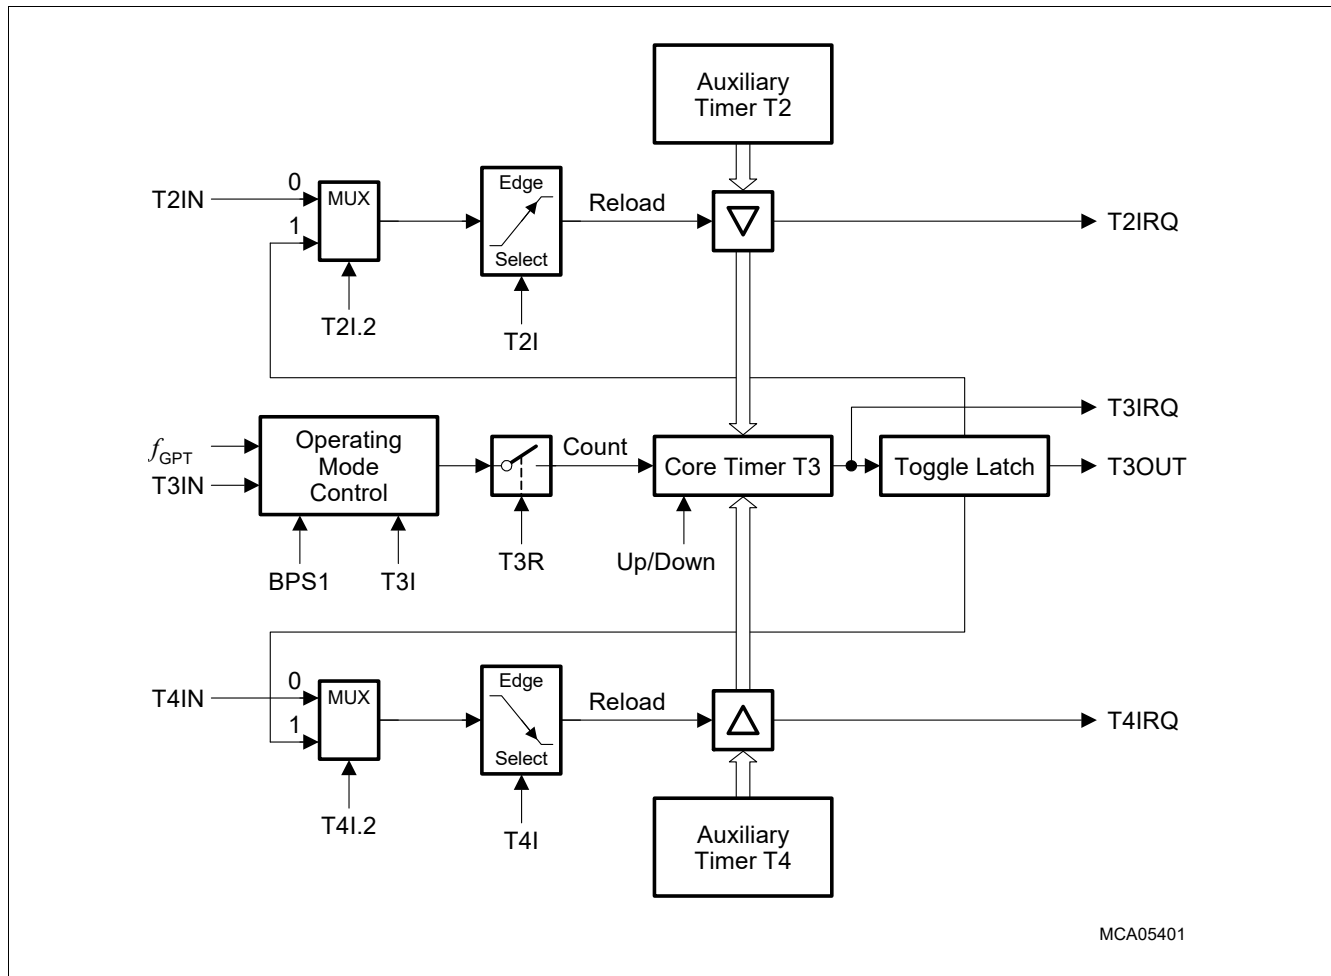 Auxiliary
Timer T2
T2IN
0
1
MUX
T2I.2
Edge
Select
T2I
Reload
T2IRQ
T3IRQ
fGPT
T3IN
Operating
Mode
Control
BPS1
T3I
T3R
Count
Core Timer T3
Up/Down
Toggle Latch
T3OUT
T4IN
0
1
MUX
T4I.2
Edge
Select
T4I
Reload
T4IRQ
Auxiliary
Timer T4
MCA05401